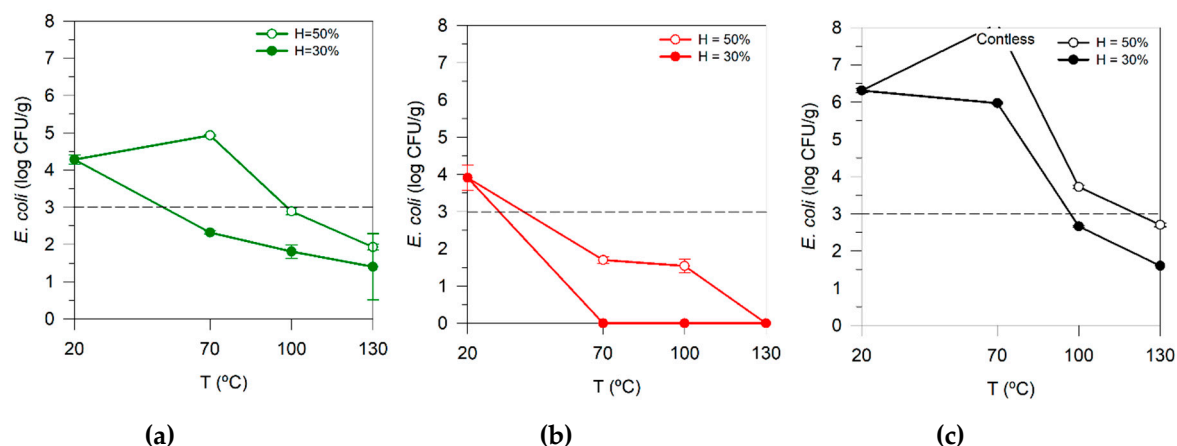 8
7
6
5
4
3
2
1
0
E. coli (log CFU/g)
H=50%
H=30%
20
70
100
130
T (ºC)
(a)
8
7
6
5
4
3
2
1
0
E. coli (log CFU/g)
H = 50%
H = 30%
20
70
100
130
T (ºC)
(b)
8
7
6
5
4
3
2
1
0
E. coli (log CFU/g)
Contless
H = 50%
H = 30%
20
70
100
130
T (ºC)
(c)